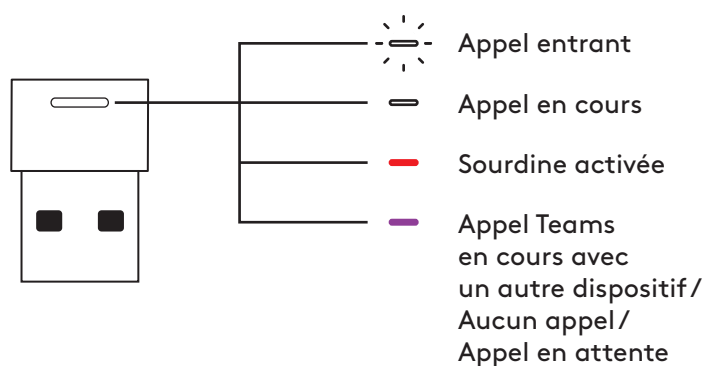 Appel entrant
Appel en cours
Sourdine activée
Appel Teams
en cours avec
un autre dispositif/
Aucun appel/
Appel en attente